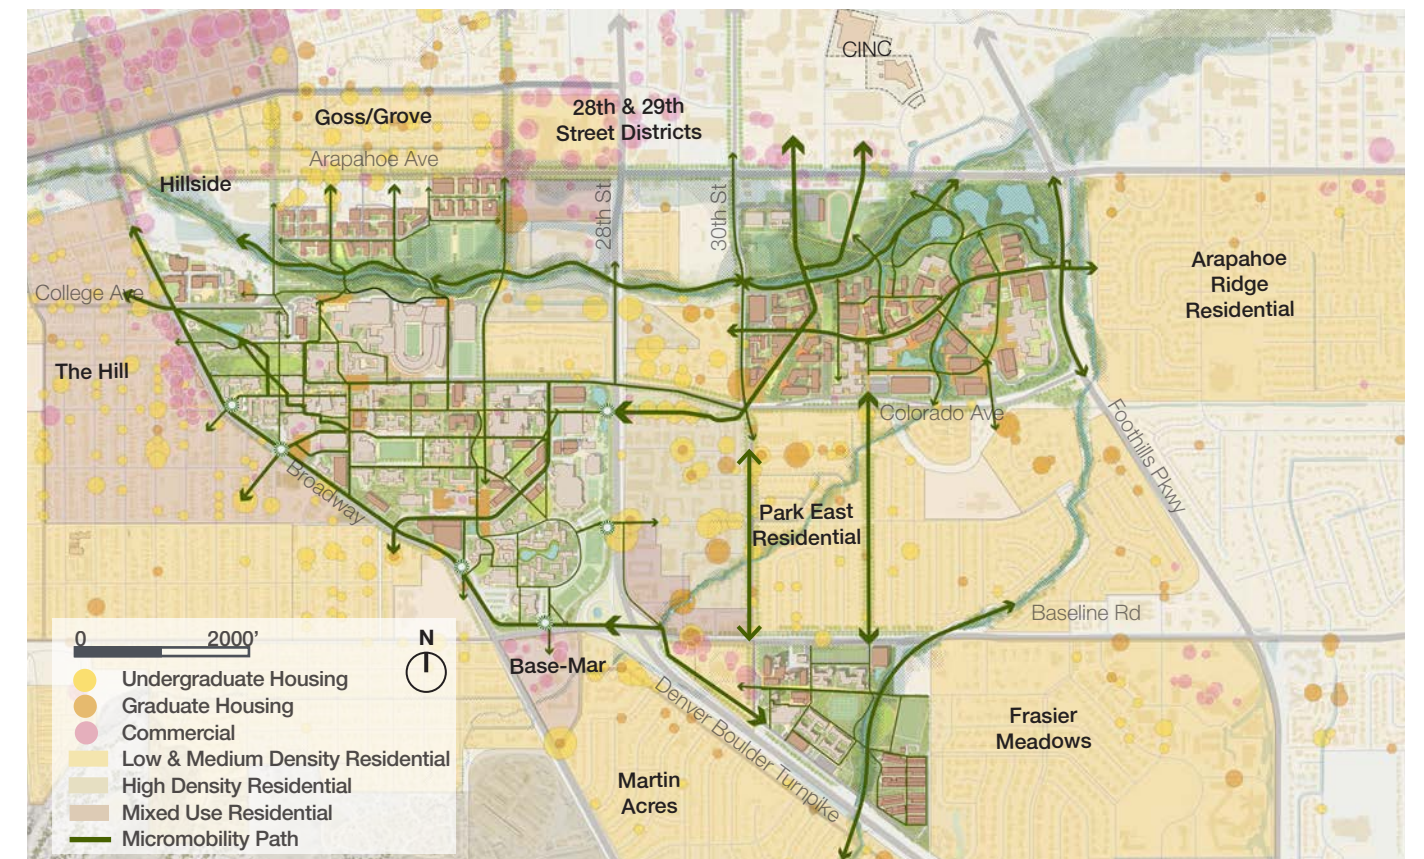 CINC
Goss/Grove
28th & 29th
Street Districts
Arapahoe Ave
Hillside
28th St
30th St
Arapahoe
Ridge
Residential
College Ave
The Hill
Colorado Ave
Foothills Pkwy
Broadway
Park East
Residential
Baseline Rd
Base-Mar
Denver Boulder Turnpike
Frasier
Meadows
Martin
Acres
0 2000’
N
Undergraduate Housing
Graduate Housing
Commercial
Low & Medium Density Residential
High Density Residential
Mixed Use Residential
Micromobility Path